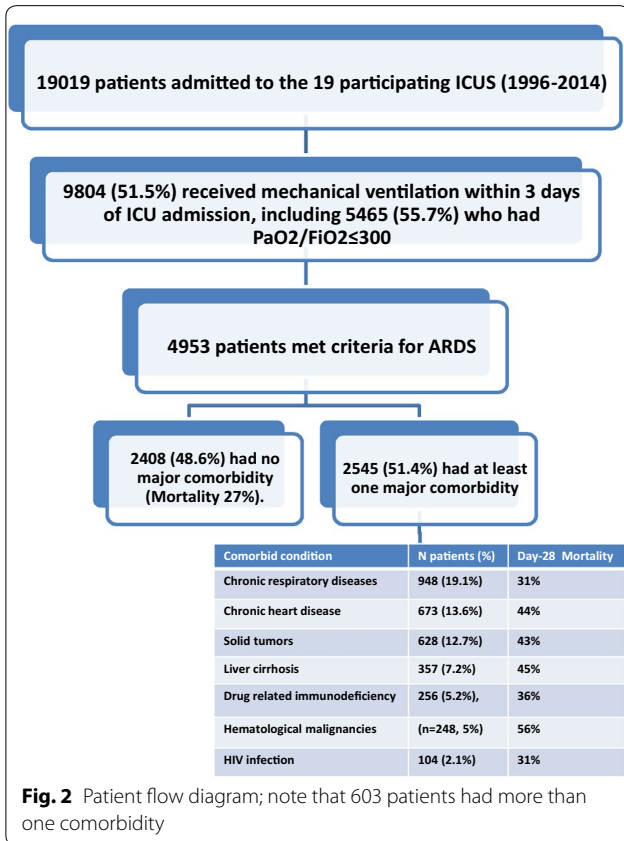 19019 patients admitted to the 19 participating ICUS (1996-2014)
9804 (51.5%) received mechanical ventilation within 3 days
of ICU admission, including 5465 (55.7%) who had
PaO2/FiO2≤300
4953 patients met criteria for ARDS
2408 (48.6%) had no
major comorbidity
(Mortality 27%).
2545 (51.4%) had at least
one major comorbidity
Comorbid condition N patients (%) Day-28 Mortality
Chronic respiratory diseases 948 (19.1%) 31%
Chronic heart disease 673 (13.6%) 44%
Solid tumors 628 (12.7%) 43%
Liver cirrhosis 357 (7.2%) 45%
Drug related immunodeficiency 256 (5.2%), 36%
Hematological malignancies (n=248, 5%) 56%
HIV infection 104 (2.1%) 31%
Fig. 2 Patient flow diagram; note that 603 patients had more than
one comorbidity